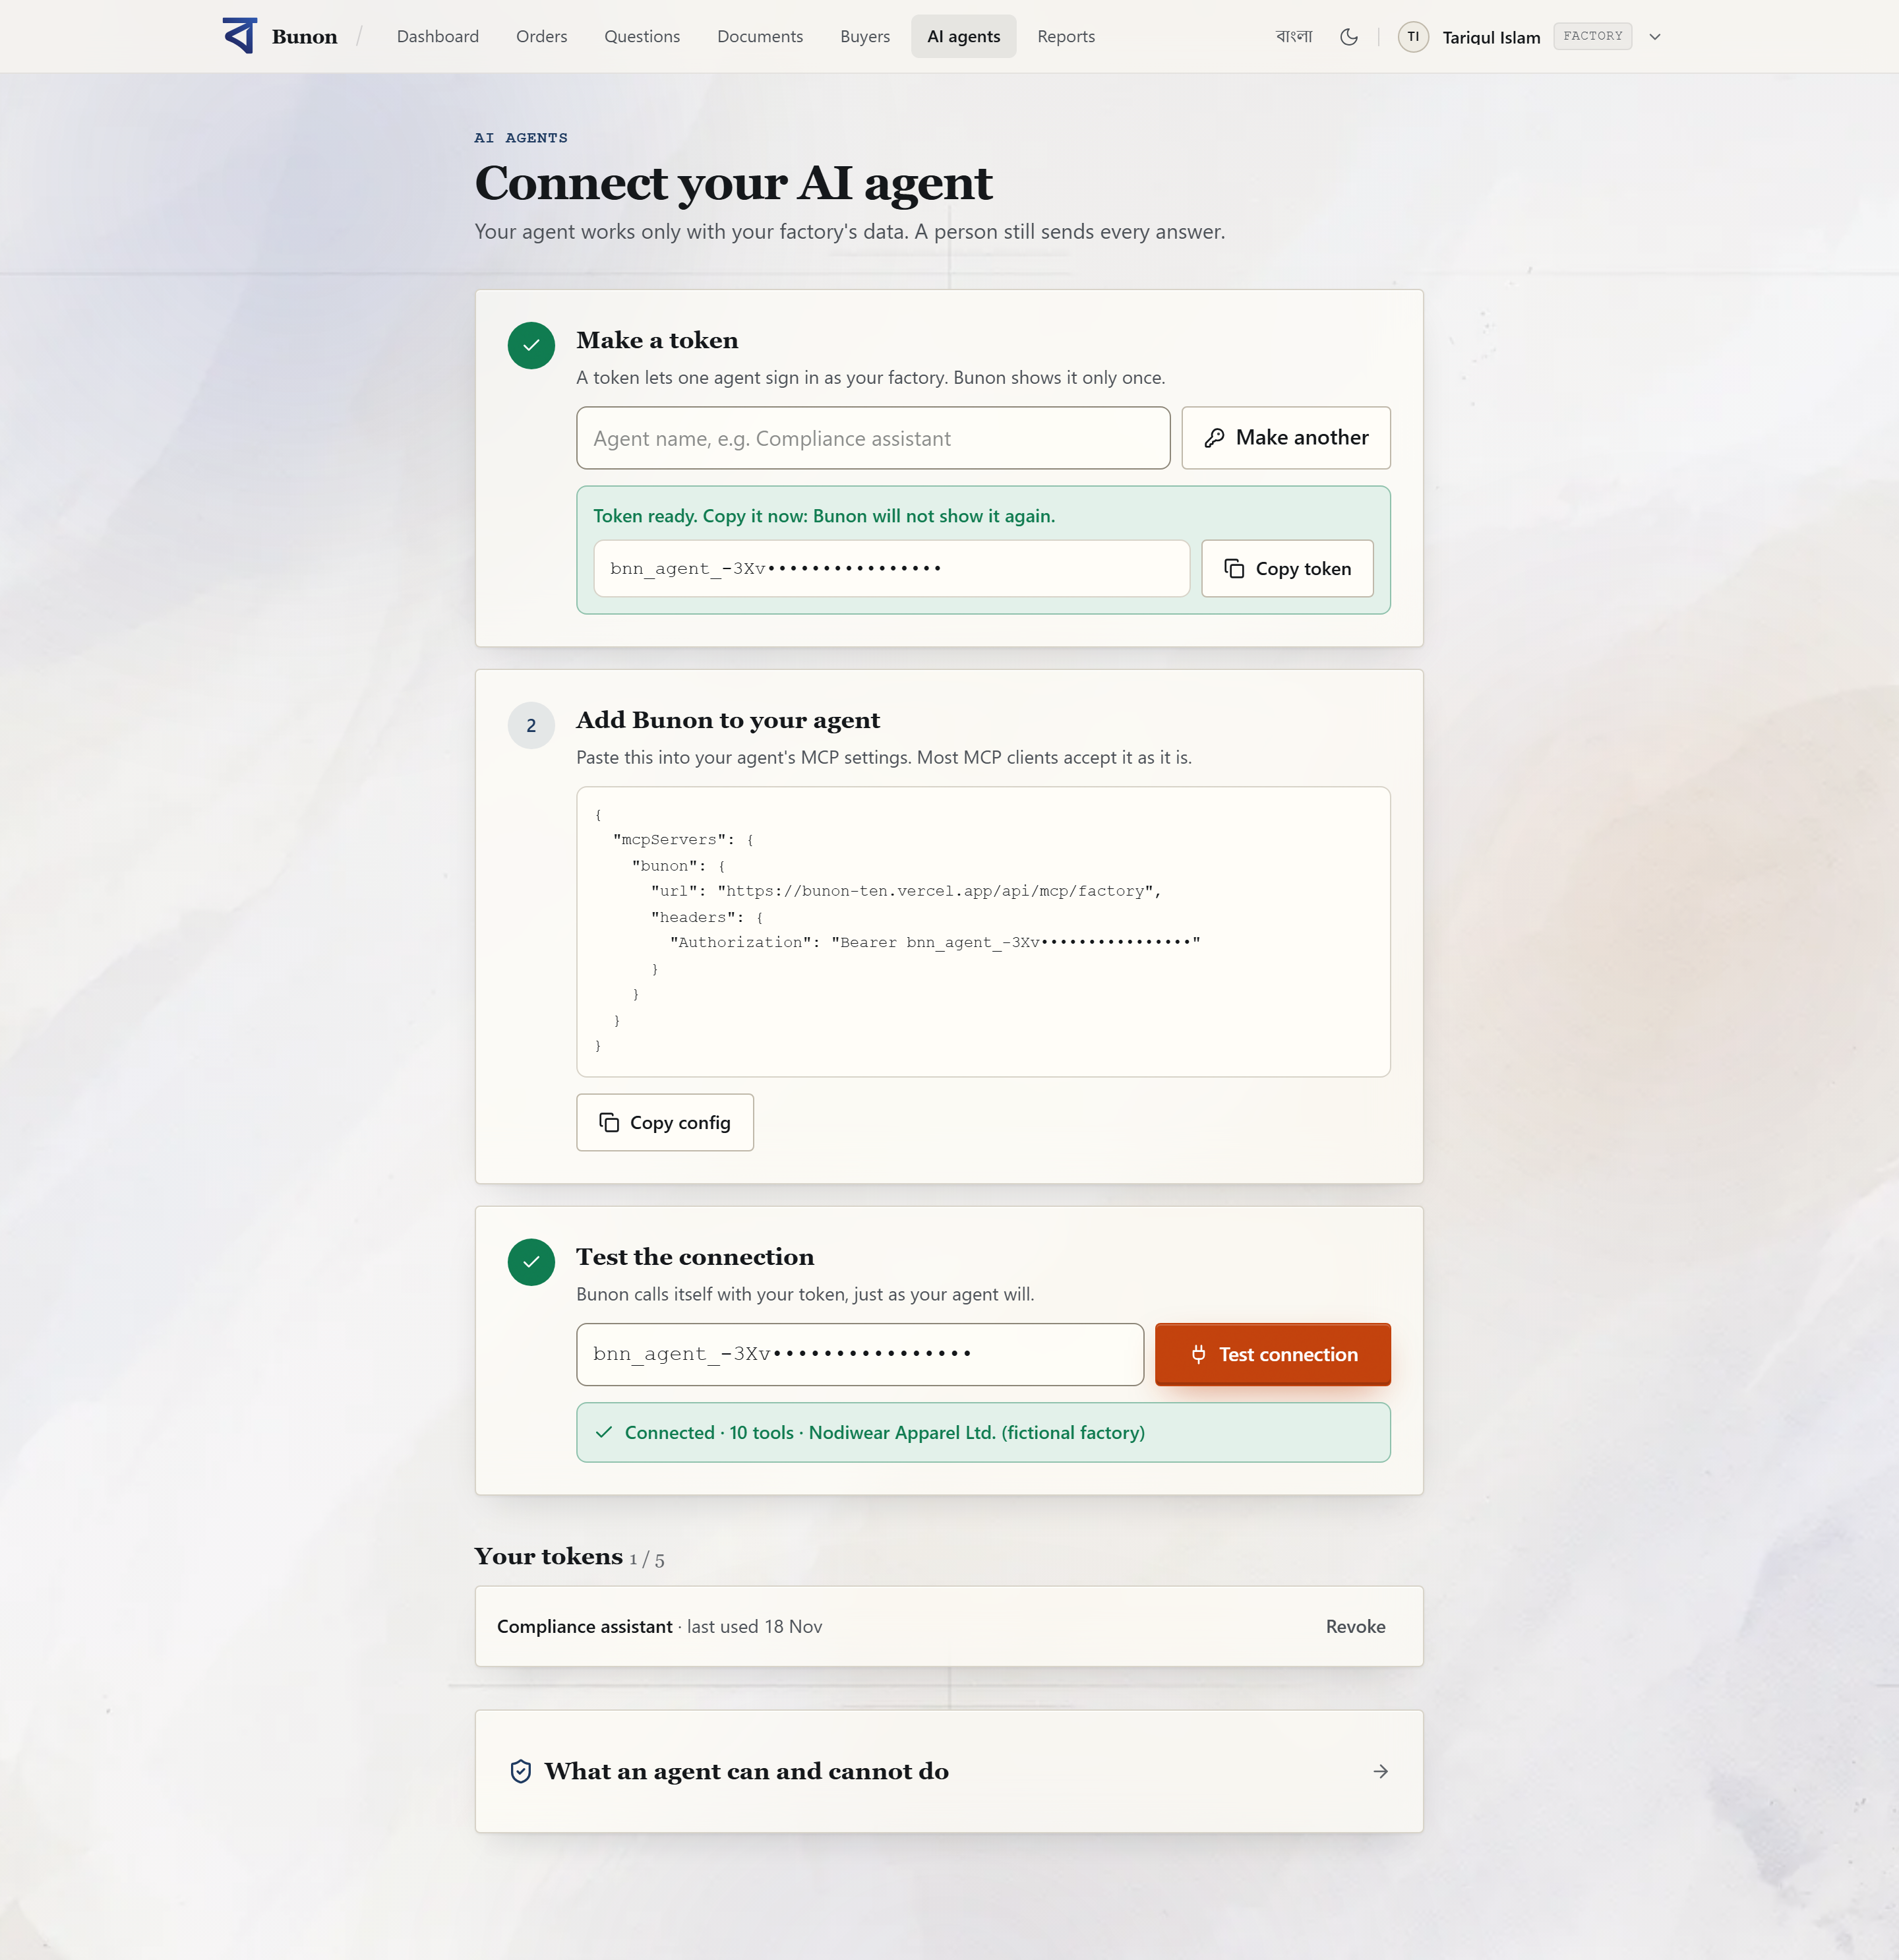 Bunon / Dashboard Orders Questions Documents Buyers AI agents Reports বাংলা TI Tariqul Islam FACTORY
AI AGENTS
Connect your AI agent
Your agent works only with your factory's data. A person still sends every answer.
Make a token
A token lets one agent sign in as your factory. Bunon shows it only once.
Agent name, e.g. Compliance assistant
Make another
Token ready. Copy it now: Bunon will not show it again.
bnn_agent_-3Xv••••••••••••••••
Copy token
2
Add Bunon to your agent
Paste this into your agent's MCP settings. Most MCP clients accept it as it is.
{
"mcpServers": {
"bunon": {
"url": "https://bunon-ten.vercel.app/api/mcp/factory",
"headers": {
"Authorization": "Bearer bnn_agent_-3Xv••••••••••••••••"
}
}
}
}
Copy config
Test the connection
Bunon calls itself with your token, just as your agent will.
bnn_agent_-3Xv••••••••••••••••
Test connection
Connected · 10 tools · Nodiwear Apparel Ltd. (fictional factory)
Your tokens 1 / 5
Compliance assistant · last used 18 Nov
Revoke
What an agent can and cannot do